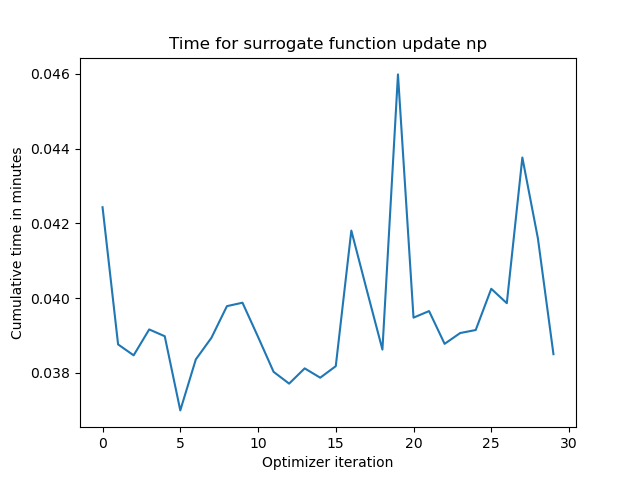 Time for surrogate function update np
0.046
0.044
0.042
0.040
0.038
Cumulative time in minutes
0 5 10 15 20 25 30
Optimizer iteration